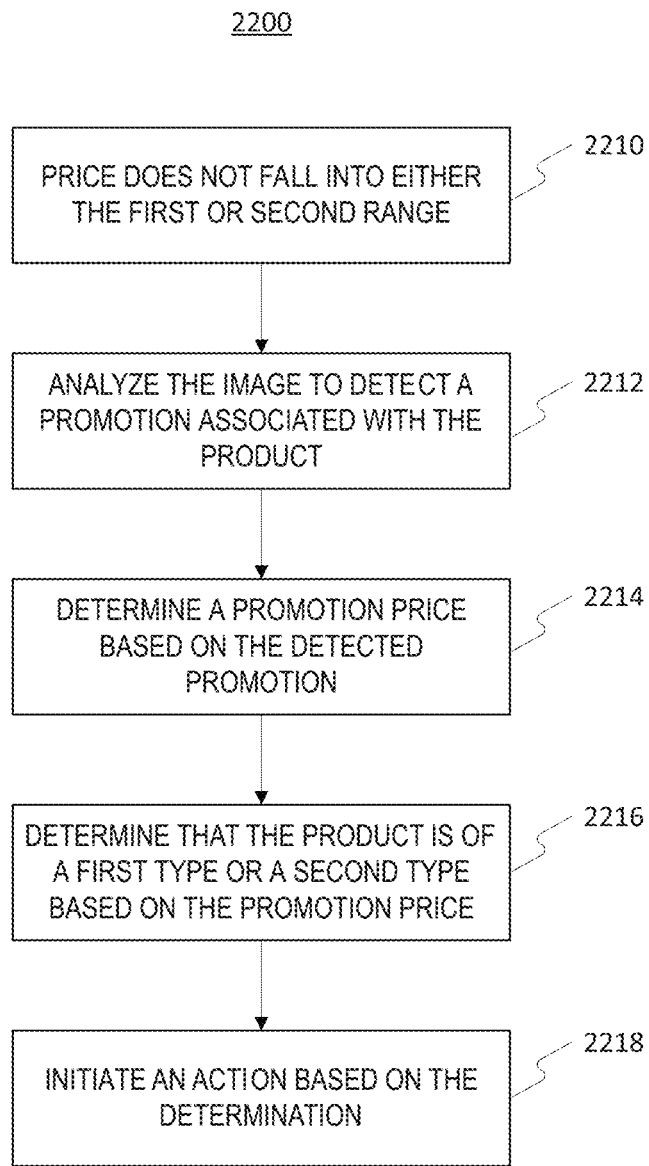 2200
PRICE DOES NOT FALL INTO EITHER
THE FIRST OR SECOND RANGE
2210
ANALYZE THE IMAGE TO DETECT A
PROMOTION ASSOCIATED WITH THE
PRODUCT
2212
DETERMINE A PROMOTION PRICE
BASED ON THE DETECTED
PROMOTION
2214
DETERMINE THAT THE PRODUCT IS OF
A FIRST TYPE OR A SECOND TYPE
BASED ON THE PROMOTION PRICE
2216
INITIATE AN ACTION BASED ON THE
DETERMINATION
2218